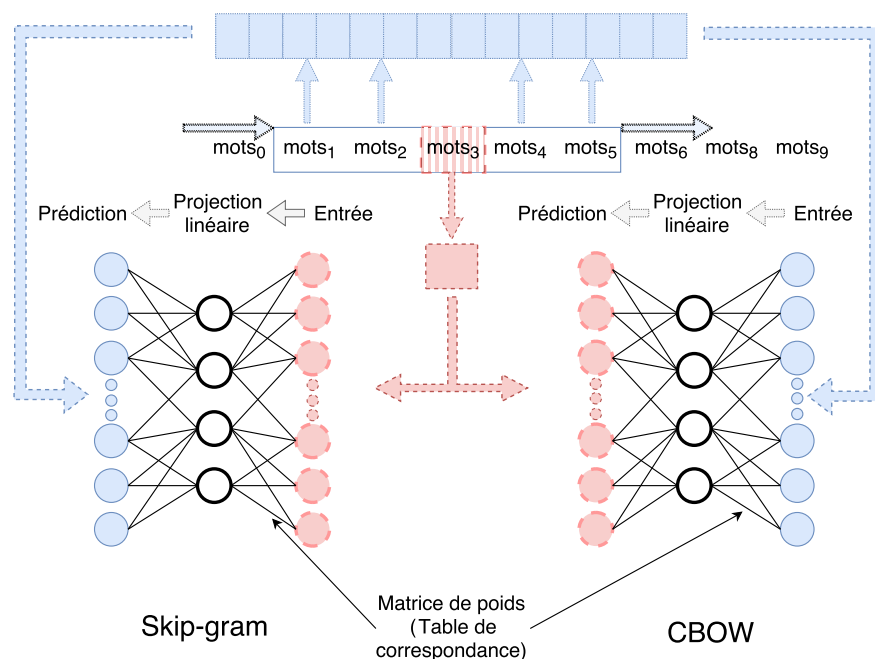 mots0 mots1 mots2 mots3 mots4 mots5 mots6 mots8 mots9
Prédiction Projection linéaire Entrée
Prédiction Projection linéaire Entrée
Matrice de poids
(Table de
correspondance)
Skip-gram
CBOW